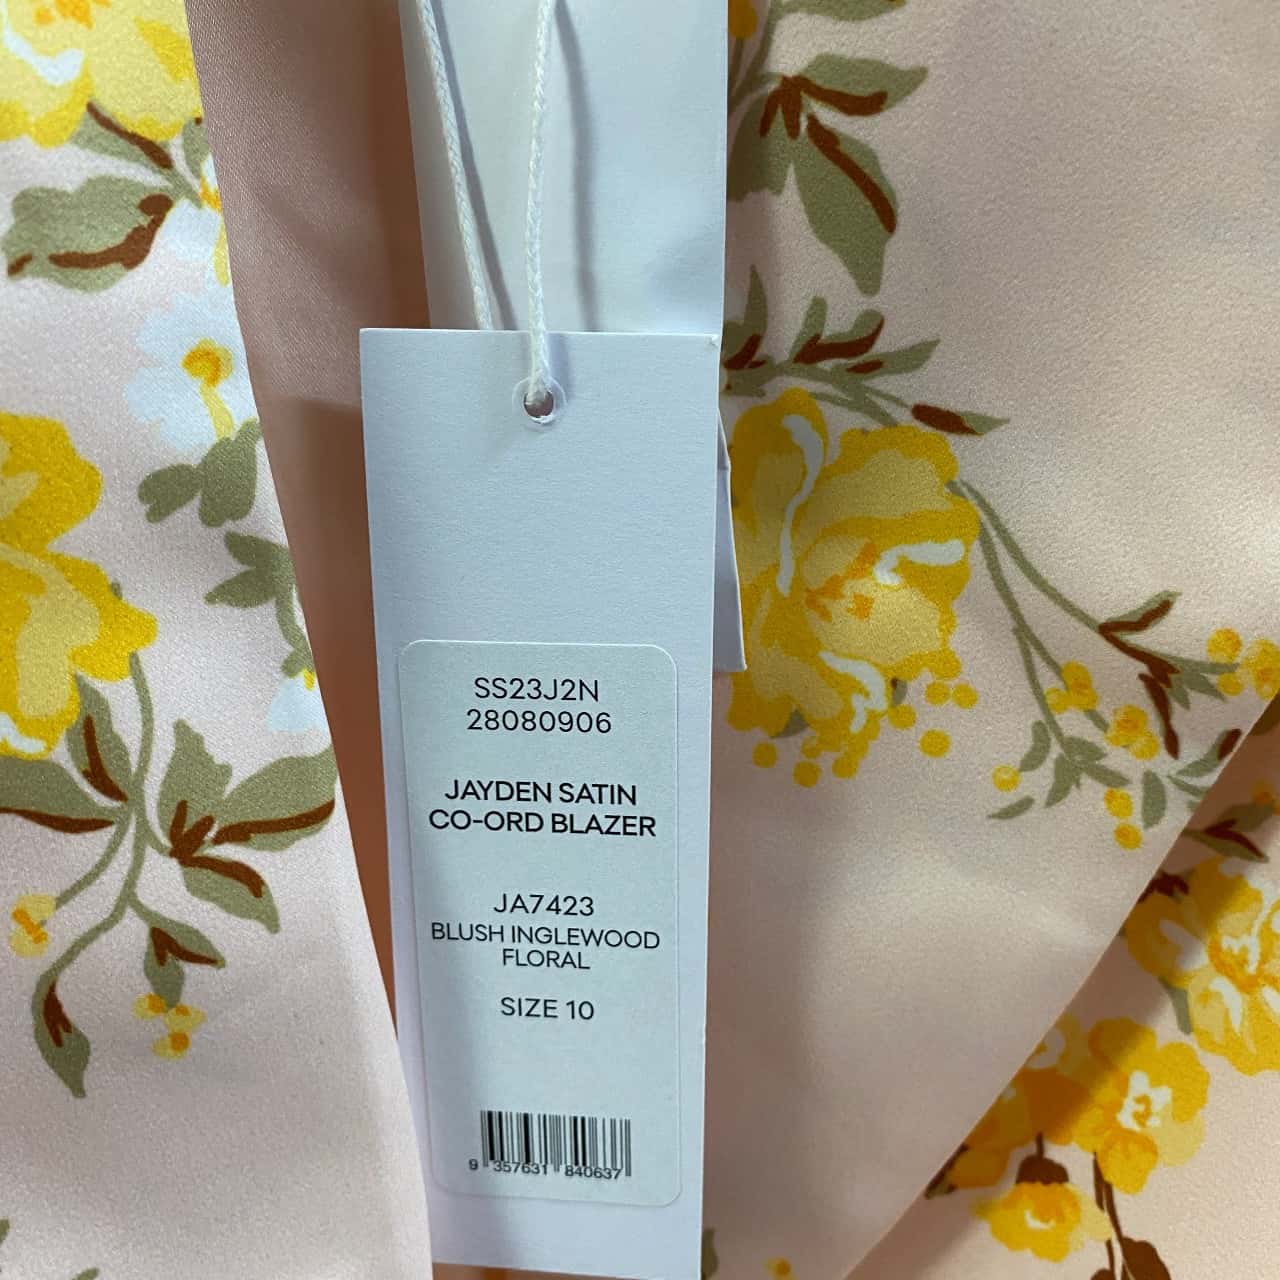 SS23J2N
28080906
JAYDEN SATIN
CO-ORD BLAZER
JA7423
BLUSH INGLEWOOD
FLORAL
SIZE 10
9 357631 840637